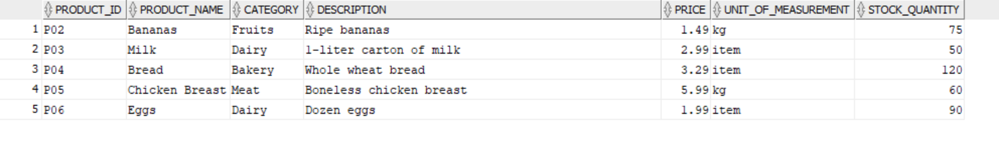 PRODUCT_ID PRODUCT_NAME CATEGORY DESCRIPTION PRICE UNIT_OF_MEASUREMENT STOCK_QUANTITY
1 P02 Bananas Fruits Ripe bananas 1.49 kg 75
2 P03 Milk Dairy 1-liter carton of milk 2.99 item 50
3 P04 Bread Bakery Whole wheat bread 3.29 item 120
4 P05 Chicken Breast Meat Boneless chicken breast 5.99 kg 60
5 P06 Eggs Dairy Dozen eggs 1.99 item 90